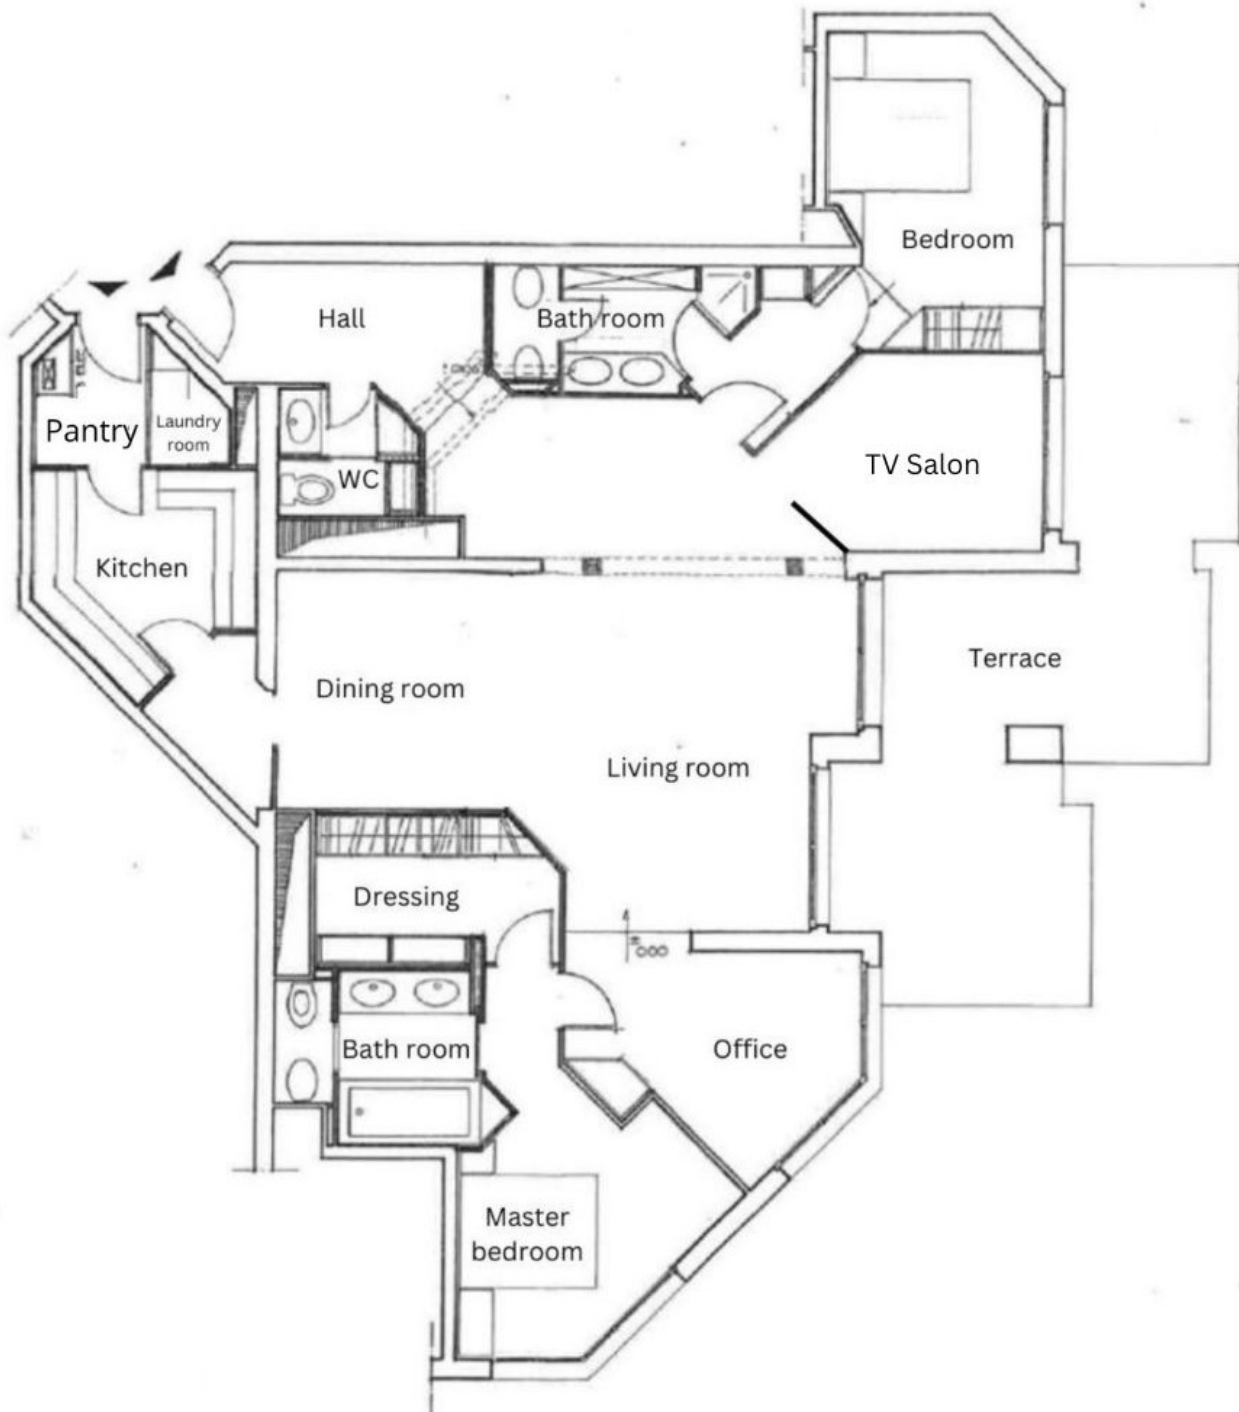 Bedroom
Hall
Bath room
Pantry
Laundry
room
WC
TV Salon
Kitchen
Terrace
Dining room
Living room
Dressing
Bath room
Office
Master
bedroom